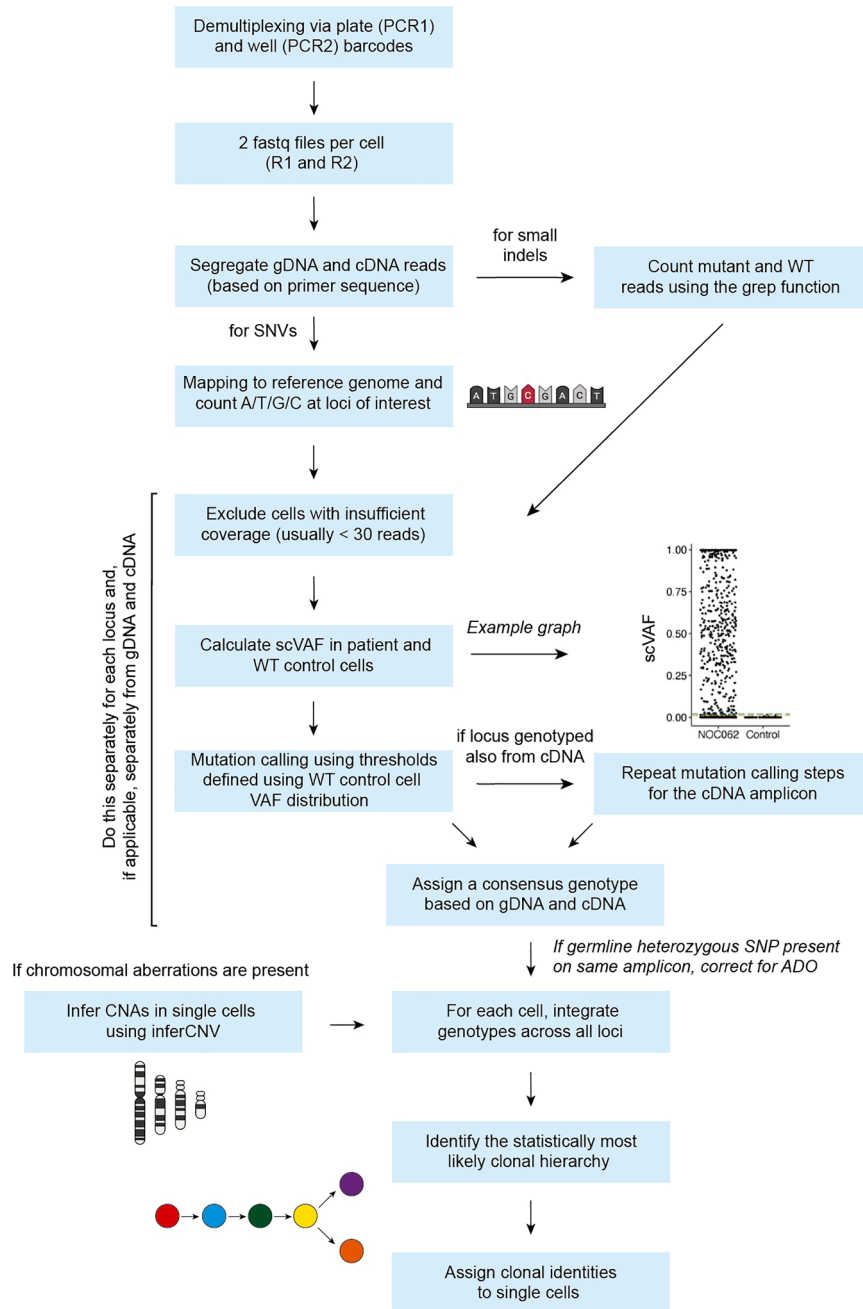 Demultiplexing via plate (PCR1)
and well (PCR2) barcodes
2 fastq files per cell
(R1 and R2)
Segregate gDNA and cDNA reads
(based on primer sequence)
for small
indels
Count mutant and WT
reads using the grep function
for SNVs
Mapping to reference genome and
count A/T/G/C at loci of interest
A T G C G A C T
Do this separately for each locus and,
if applicable, separately from gDNA and cDNA
Exclude cells with insufficient
coverage (usually < 30 reads)
Calculate scVAF in patient and
WT control cells
Example graph
scVAF
1.00
0.75
0.50
0.25
0.00
NOC062 Control
Mutation calling using thresholds
defined using WT control cell
VAF distribution
if locus genotyped
also from cDNA
Repeat mutation calling steps
for the cDNA amplicon
Assign a consensus genotype
based on gDNA and cDNA
If germline heterozygous SNP present
on same amplicon, correct for ADO
If chromosomal aberrations are present
Infer CNAs in single cells
using inferCNV
For each cell, integrate
genotypes across all loci
Identify the statistically most
likely clonal hierarchy
Assign clonal identities
to single cells